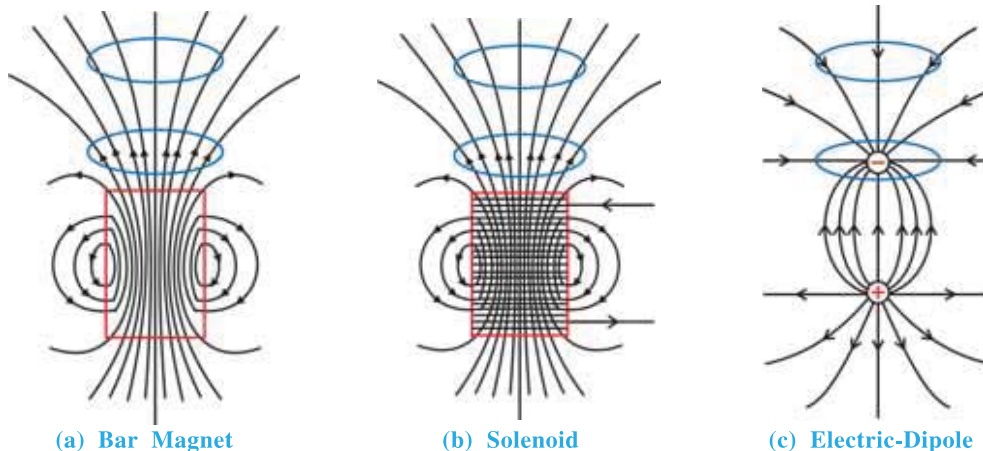 −
+
(a) Bar Magnet
(b) Solenoid
(c) Electric-Dipole